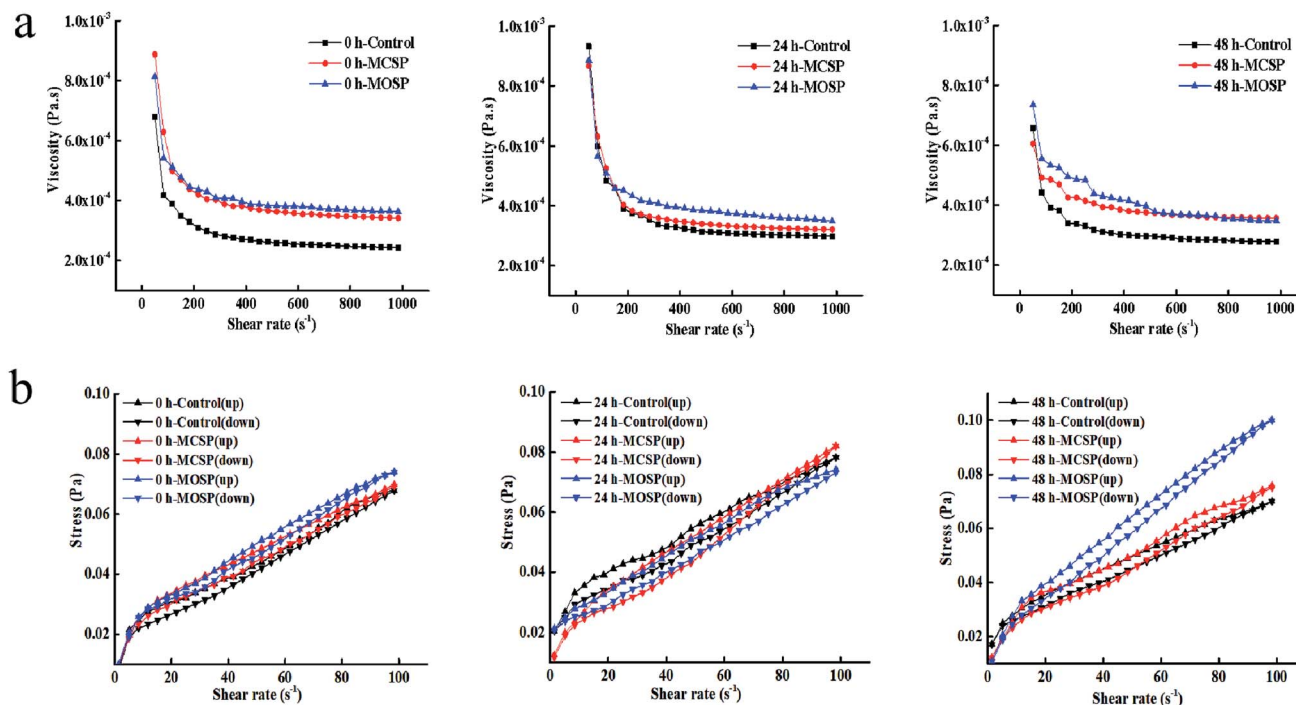 a
1.0x10-3
8.0x10-4
6.0x10-4
4.0x10-4
2.0x10-4
Viscosity (Pa.s)
0 h-Control
0 h-MCSP
0 h-MOSP
0 200 400 600 800 1000
Shear rate (s-1)
1.0x10-3
8.0x10-4
6.0x10-4
4.0x10-4
2.0x10-4
Viscosity (Pa.s)
24 h-Control
24 h-MCSP
24 h-MOSP
0 200 400 600 800 1000
Shear rate (s-1)
1.0x10-3
8.0x10-4
6.0x10-4
4.0x10-4
2.0x10-4
Viscosity (Pa.s)
48 h-Control
48 h-MCSP
48 h-MOSP
0 200 400 600 800 1000
Shear rate (s-1)
b
0.10
0.08
0.06
0.04
0.02
Stress (Pa)
0 h-Control(up)
0 h-Control(down)
0 h-MCSP(up)
0 h-MCSP(down)
0 h-MOSP(up)
0 h-MOSP(down)
0 20 40 60 80 100
Shear rate (s-1)
0.10
0.08
0.06
0.04
0.02
Stress (Pa)
24 h-Control(up)
24 h-Control(down)
24 h-MCSP(up)
24 h-MCSP(down)
24 h-MOSP(up)
24 h-MOSP(down)
0 20 40 60 80 100
Shear rate (s-1)
0.10
0.08
0.06
0.04
0.02
Stress (Pa)
48 h-Control(up)
48 h-Control(down)
48 h-MCSP(up)
48 h-MCSP(down)
48 h-MOSP(up)
48 h-MOSP(down)
0 20 40 60 80 100
Shear rate (s-1)